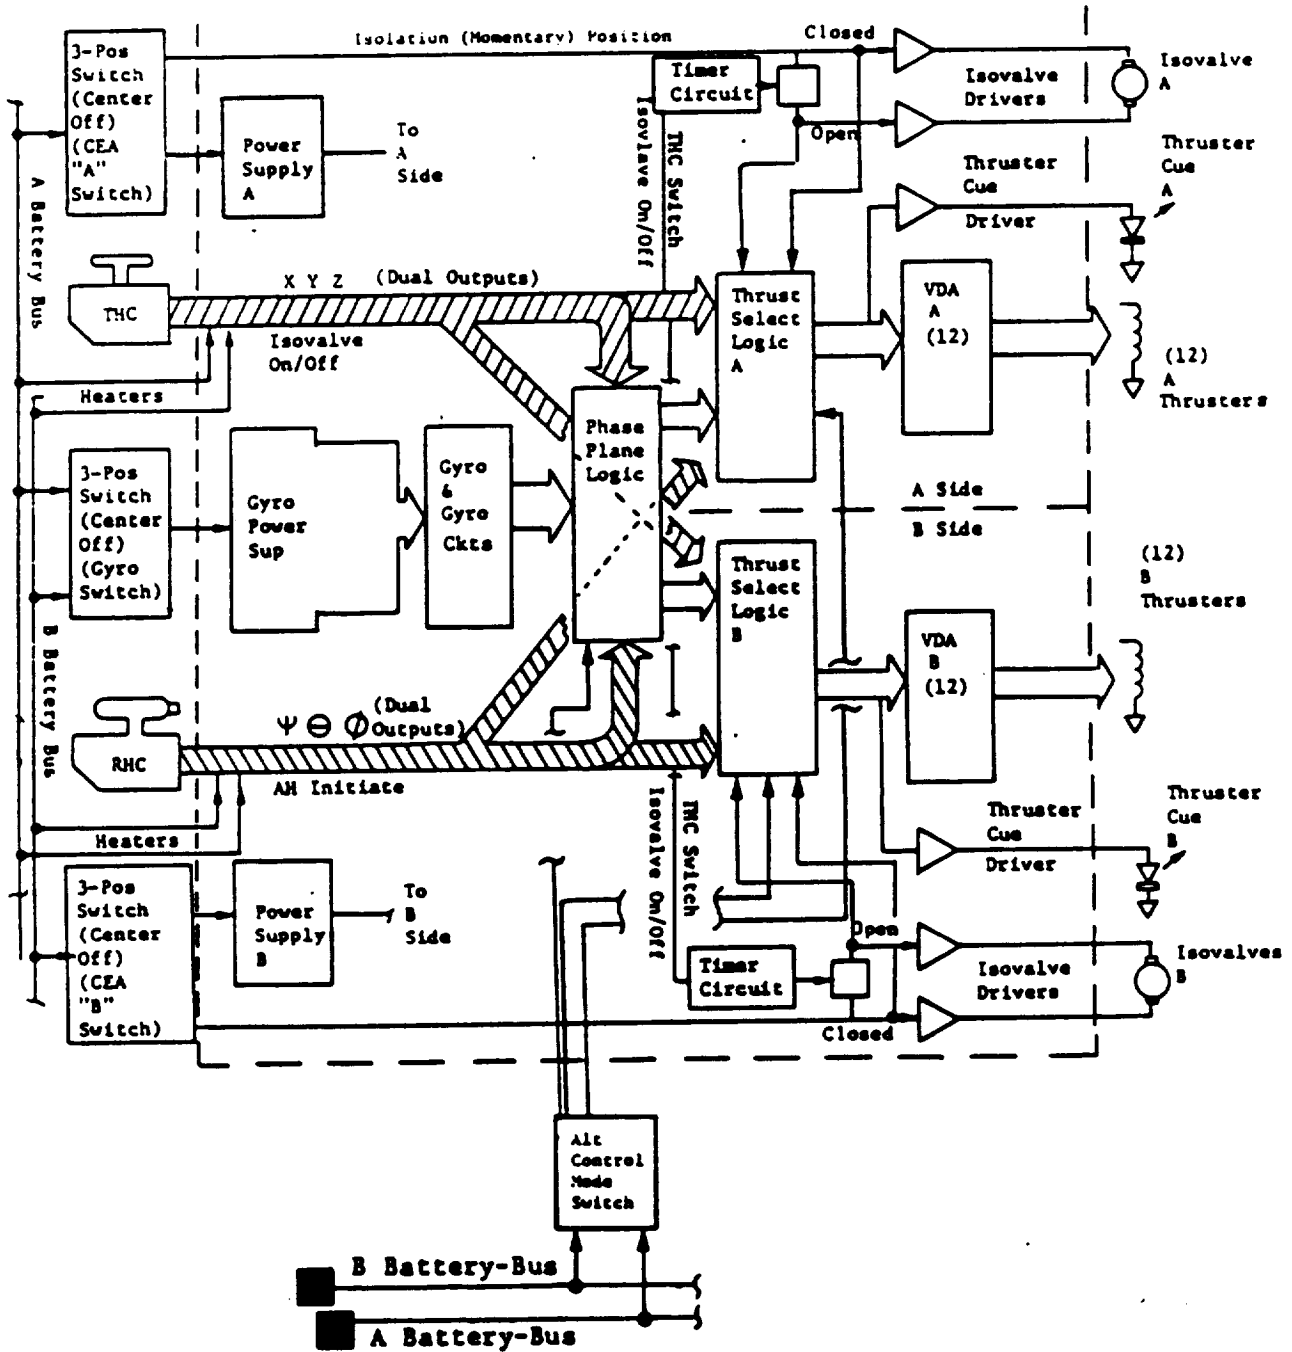 Isolation (Momentary) Position
Closed
3-Pos
Switch
(Center
Off)
(CEA
"A"
Switch)
Power
Supply
A
To
A
Side
Timer
Circuit
Open
Isovalve
Drivers
Isovalve
A
Thruster
Cue
Driver
Thruster
Cue
A
THC Switch
Isovlave On/Off
A Battery Bus
THC
X Y Z (Dual Outputs)
Isovalve
On/Off
Heaters
Thrust
Select
Logic
A
VDA
A
(12)
(12)
A
Thrusters
3-Pos
Switch
(Center
Off)
(Gyro
Switch)
Gyro
Power
Sup
Gyro
&
Gyro
Ckts
Phase
Plane
Logic
A Side
B Side
Thrust
Select
Logic
B
VDA
B
(12)
(12)
B
Thrusters
B Battery Bus
RHC
Ψ Θ Φ (Dual
Outputs)
AH Initiate
Heaters
THC Switch
Isovlave On/Off
Thruster
Cue
Driver
Thruster
Cue
B
3-Pos
Switch
(Center
Off)
(CEA
"B"
Switch)
Power
Supply
B
To
B
Side
Timer
Circuit
Open
Closed
Isovalve
Drivers
Isovalves
B
Alt
Control
Mode
Switch
B Battery-Bus
A Battery-Bus